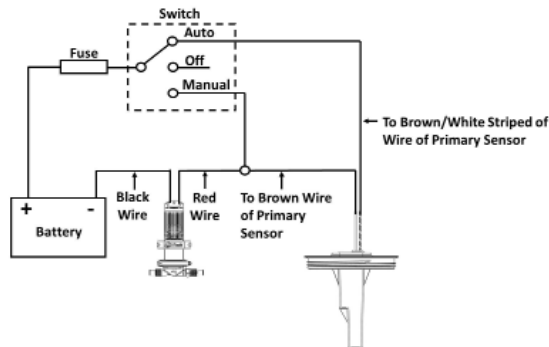 Switch
Auto
Fuse
Off
Manual
To Brown/White Striped of
Wire of Primary Sensor
Black
Wire
Red
Wire
To Brown Wire
of Primary
Sensor
+ -
Battery